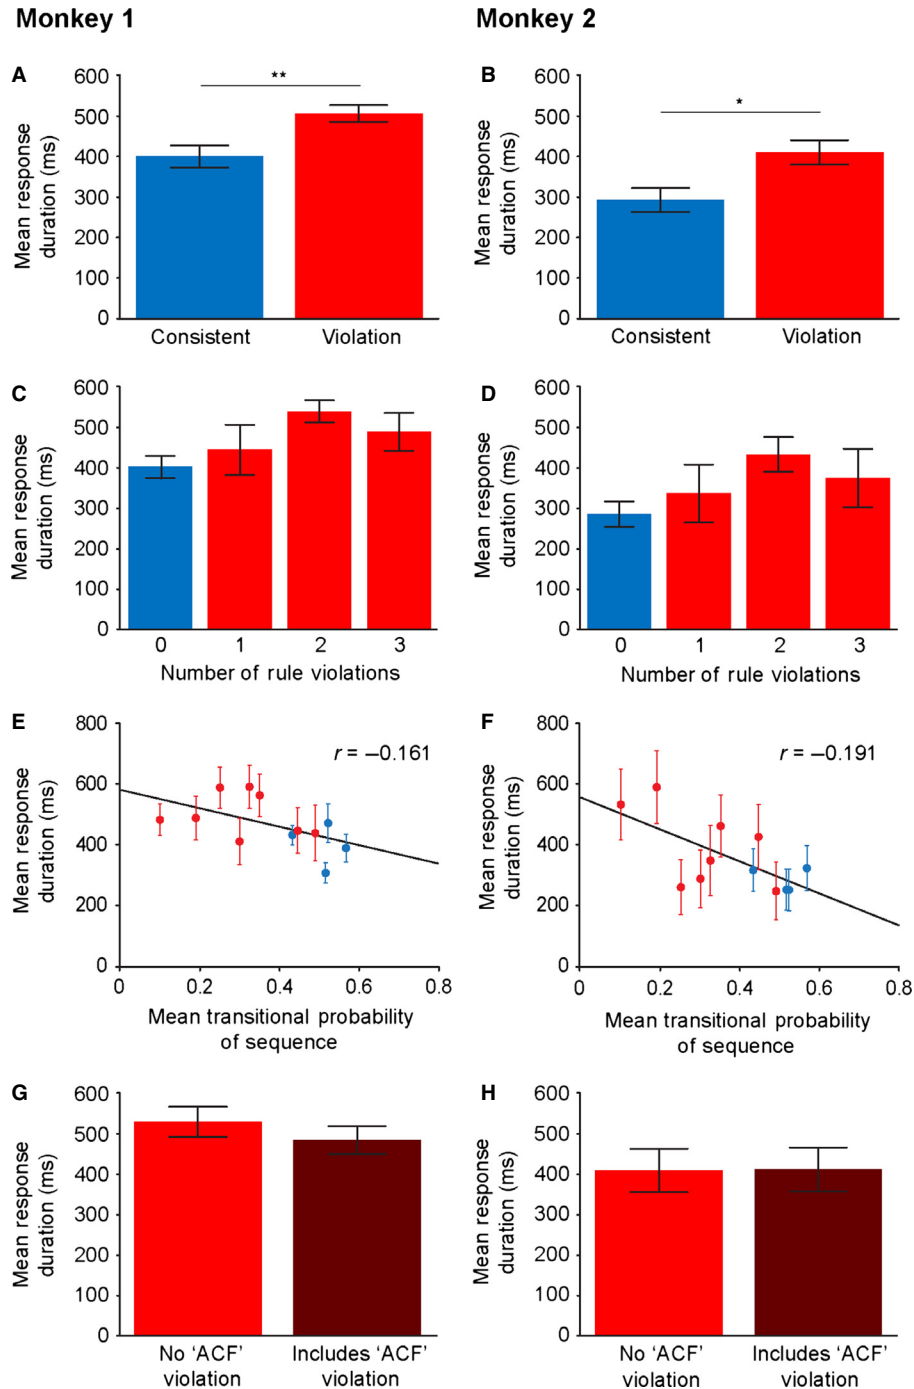 Monkey 1
Monkey 2
A
**
Mean response
duration (ms)
600
500
400
300
200
100
0
Consistent
Violation
B
*
Mean response
duration (ms)
600
500
400
300
200
100
0
Consistent
Violation
C
Mean response
duration (ms)
600
500
400
300
200
100
0
0
1
2
3
Number of rule violations
D
Mean response
duration (ms)
600
500
400
300
200
100
0
0
1
2
3
Number of rule violations
E
r = –0.161
Mean response
duration (ms)
800
600
400
200
0
0
0.2
0.4
0.6
0.8
Mean transitional probability
of sequence
F
r = –0.191
Mean response
duration (ms)
800
600
400
200
0
0
0.2
0.4
0.6
0.8
Mean transitional probability
of sequence
G
Mean response
duration (ms)
600
500
400
300
200
100
0
No ‘ACF’
violation
Includes ‘ACF’
violation
H
Mean response
duration (ms)
600
500
400
300
200
100
0
No ‘ACF’
violation
Includes ‘ACF’
violation